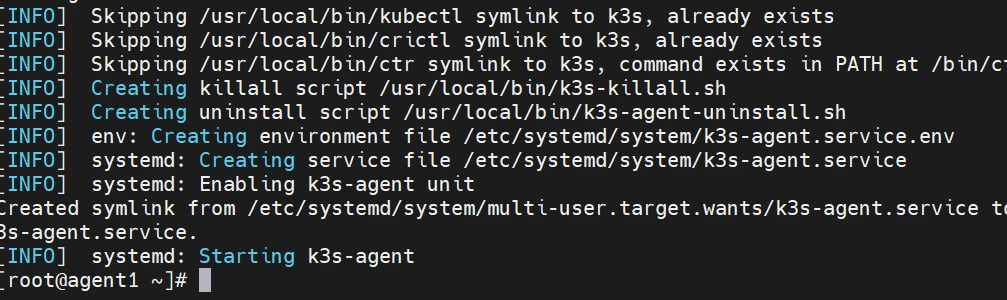 [INFO]  Skipping /usr/local/bin/kubectl symlink to k3s, already exists
[INFO]  Skipping /usr/local/bin/crictl symlink to k3s, already exists
[INFO]  Skipping /usr/local/bin/ctr symlink to k3s, command exists in PATH at /bin/ct
[INFO]  Creating killall script /usr/local/bin/k3s-killall.sh
[INFO]  Creating uninstall script /usr/local/bin/k3s-agent-uninstall.sh
[INFO]  env: Creating environment file /etc/systemd/system/k3s-agent.service.env
[INFO]  systemd: Creating service file /etc/systemd/system/k3s-agent.service
[INFO]  systemd: Enabling k3s-agent unit
Created symlink from /etc/systemd/system/multi-user.target.wants/k3s-agent.service to
3s-agent.service.
[INFO]  systemd: Starting k3s-agent
[root@agent1 ~]#